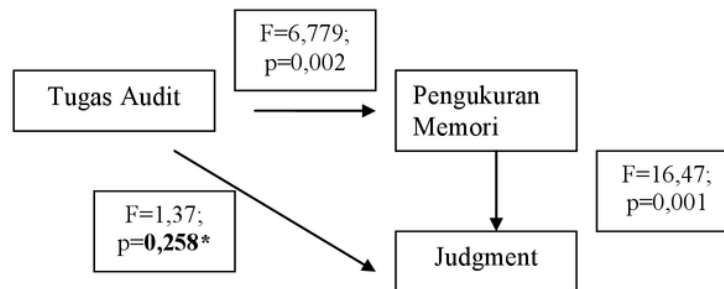 F=6,779;
p=0,002
Tugas Audit
Pengukuran
Memori
F=16,47;
p=0,001
F=1,37;
p=0,258*
Judgment